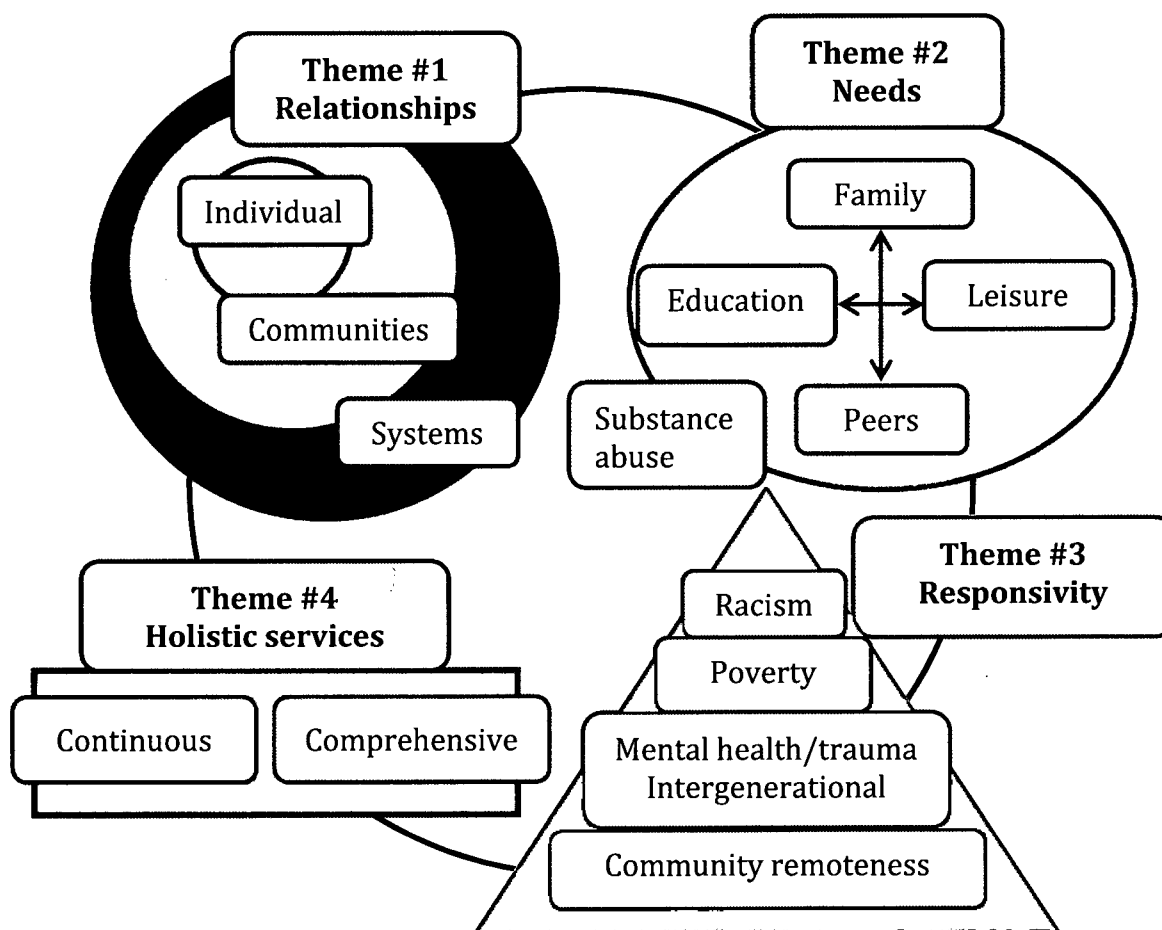 Theme #1
Relationships
Individual
Communities
Systems
Theme #2
Needs
Family
Education
Leisure
Peers
Substance
abuse
Theme #3
Responsivity
Racism
Poverty
Mental health/trauma
Intergenerational
Community remoteness
Theme #4
Holistic services
Continuous
Comprehensive